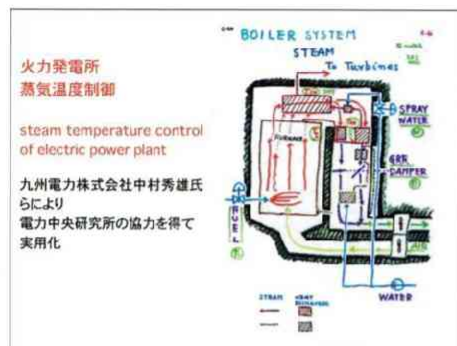 火力発電所
蒸気温度制御
steam temperature control
of electric power plant
九州電力株式会社中村秀雄氏
らにより
電力中央研究所の協力を得て
実用化
BOILER SYSTEM
STEAM
To Turbines
Furnace
SPRAY
WATER
GRR
DAMPER
FUEL
AIR
WATER
STEAM